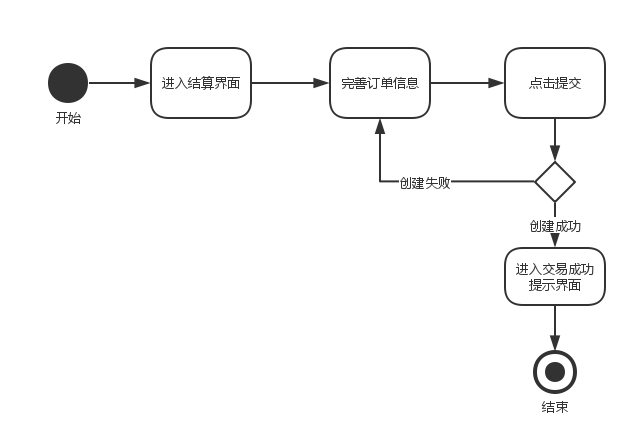 进入结算界面
完善订单信息
点击提交
开始
创建失败
创建成功
进入交易成功
提示界面
结束